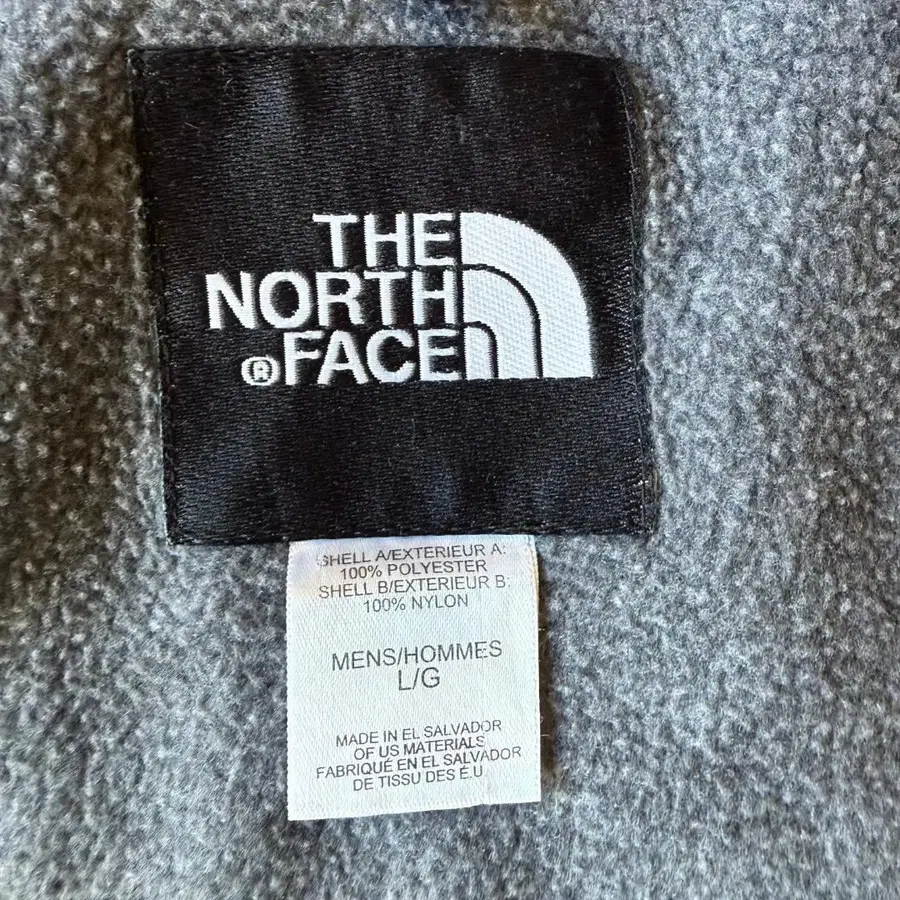 THE
NORTH
®FACE
SHELL A/EXTERIEUR A:
100% POLYESTER
SHELL B/EXTERIEUR B:
100% NYLON
MENS/HOMMES
L/G
MADE IN EL SALVADOR
OF US MATERIALS
FABRIQUÉ EN EL SALVADOR
DE TISSU DES É.U.